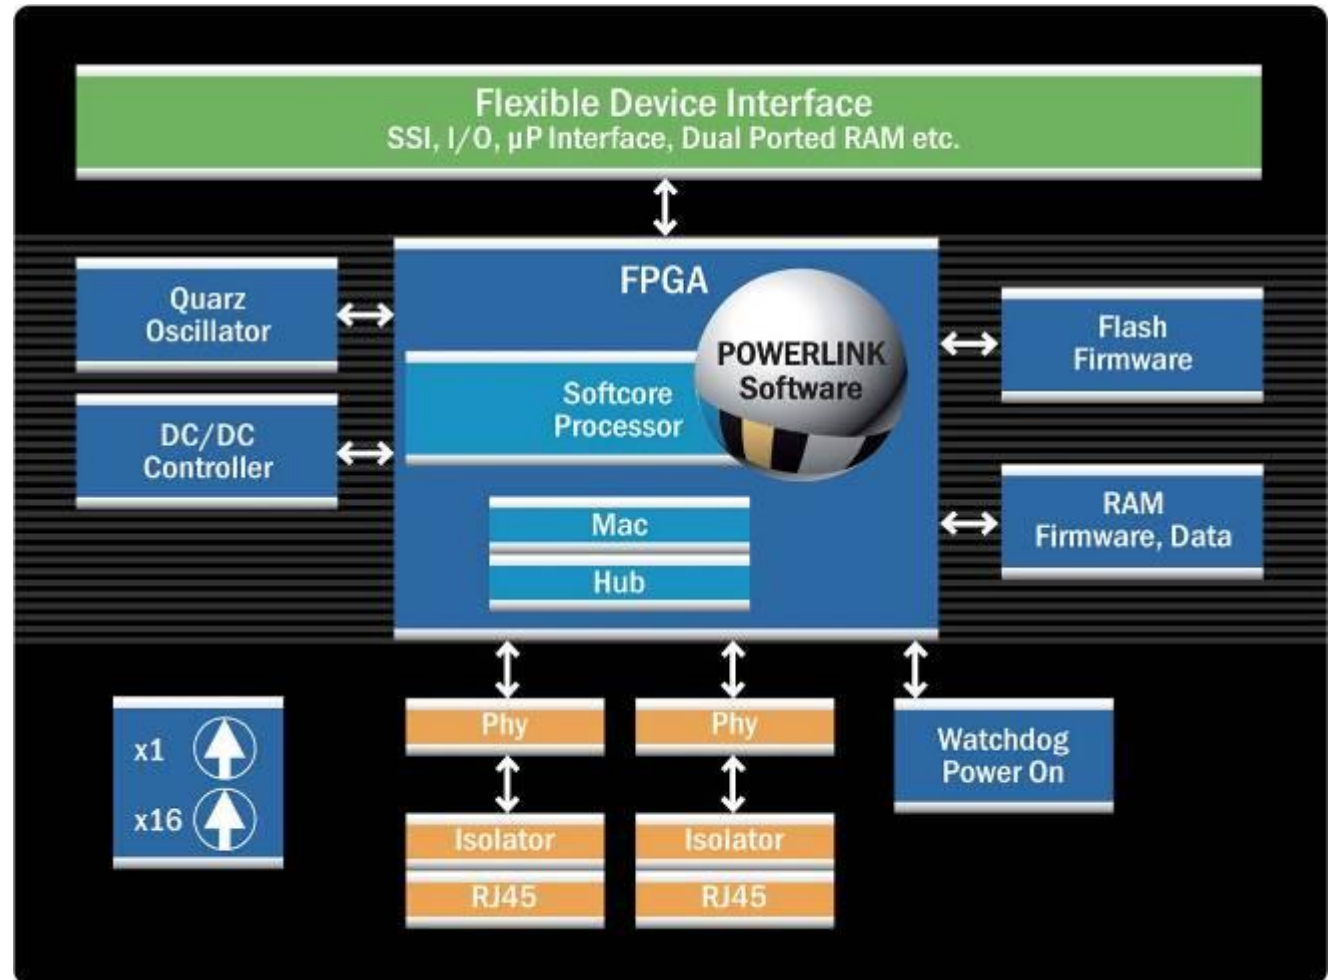 Flexible Device Interface
SSI, I/O, µP Interface, Dual Ported RAM etc.
Quarz
Oscillator
DC/DC
Controller
FPGA
POWERLINK
Software
Softcore
Processor
Mac
Hub
Flash
Firmware
RAM
Firmware, Data
x1
x16
Phy
Isolator
RJ45
Phy
Isolator
RJ45
Watchdog
Power On